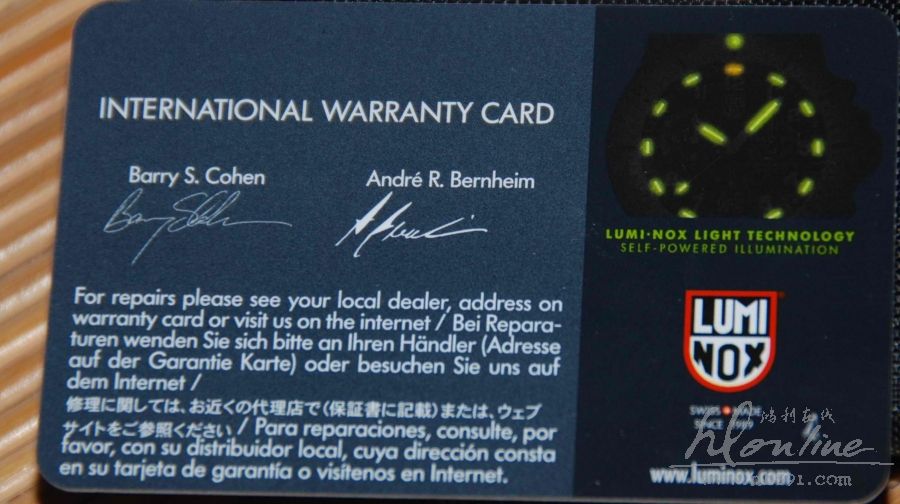 INTERNATIONAL WARRANTY CARD
Barry S. Cohen
André R. Bernheim
For repairs please see your local dealer, address on
warranty card or visit us on the internet / Bei Repara-
turen wenden Sie sich bitte an Ihren Händler (Adresse
auf der Garantie Karte) oder besuchen Sie uns auf
dem Internet /
修理に関しては、お近くの代理店で(保証書に記載)または、ウェブ
サイトをご参照ください / Para reparaciones, consulte, por
favor, con su distribuidor local, cuya dirección consta
en su tarjeta de garantía o visítenos en Internet.
LUMI·NOX LIGHT TECHNOLOGY
SELF-POWERED ILLUMINATION
LUMI
NOX
SWISS MADE
SINCE 1989
www.luminox.com
hlonline